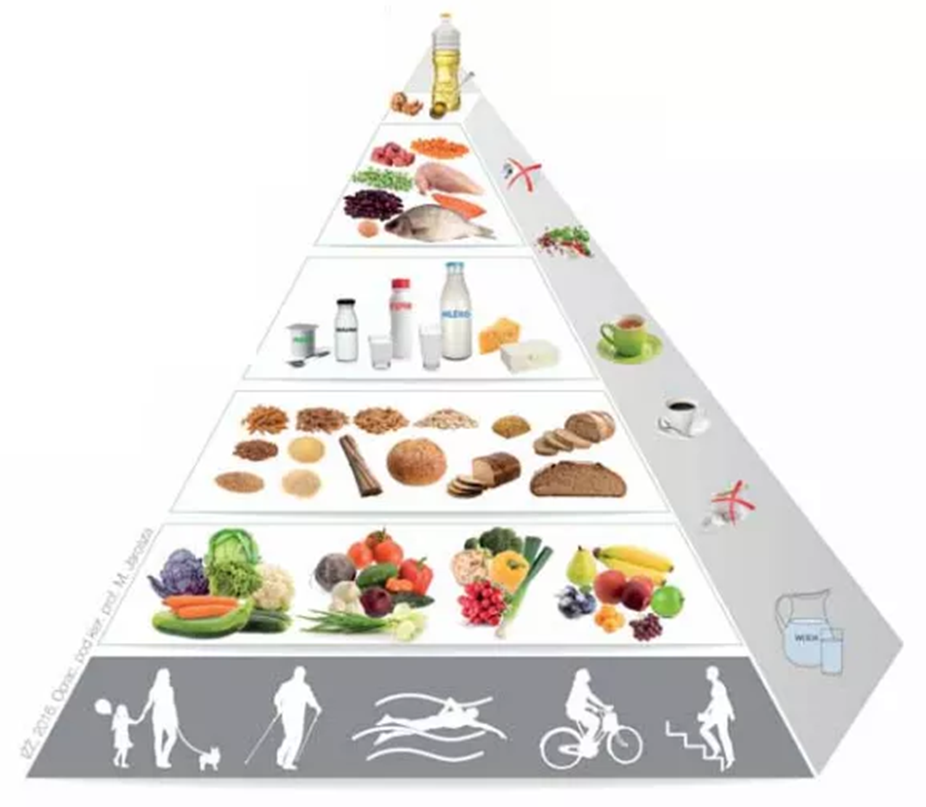 MLEKO
WODA
IŻŻ, 2016, Oprac. pod kier. prof. M. Jarosza